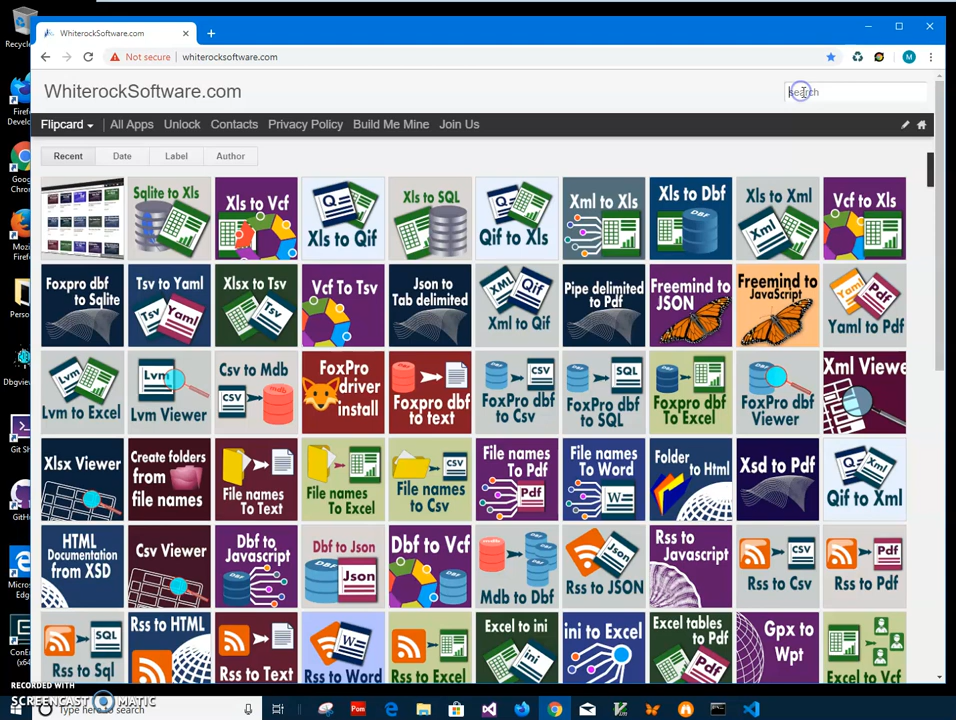 WhiterockSoftware.com
Not secure
whiterocksoftware.com
M
WhiterockSoftware.com
Search
Flipcard
All Apps
Unlock
Contacts
Privacy Policy
Build Me Mine
Join Us
Recent
Date
Label
Author
Sqlite to Xls
Xls to Vcf
Xls to Qif
Xls to SQL
Qif to Xls
Xml to Xls
Xls to Dbf
Xls to Xml
Vcf to Xls
Foxpro dbf
to Sqlite
Tsv to Yaml
Xlsx to Tsv
Vcf To Tsv
Json to
Tab delimited
Xml to Qif
Pipe delimited
to Pdf
Freemind to
JSON
Freemind to
JavaScript
Yaml to Pdf
Lvm to Excel
Lvm Viewer
Csv to Mdb
FoxPro
driver
install
Foxpro dbf
to text
FoxPro dbf
to Csv
FoxPro dbf
to SQL
Foxpro dbf
To Excel
FoxPro dbf
Viewer
Xml Viewer
Xlsx Viewer
Create folders
from
file names
File names
To Text
File names
To Excel
File names
to Csv
File names
To Pdf
File names
To Word
Folder
to Html
Xsd to Pdf
Qif to Xml
HTML
Documentation
from XSD
Csv Viewer
Dbf to
Javascript
Dbf to Json
Dbf to Vcf
Mdb to Dbf
Rss to JSON
Rss to
Javascript
Rss to Csv
Rss to Pdf
Rss to Sql
Rss to HTML
Rss to Text
Rss to Word
Rss to Excel
Excel to ini
ini to Excel
Excel tables
to Pdf
Gpx to
Wpt
Excel to Vcf
RECORDED WITH
SCREENCAST MATIC
Type here to search